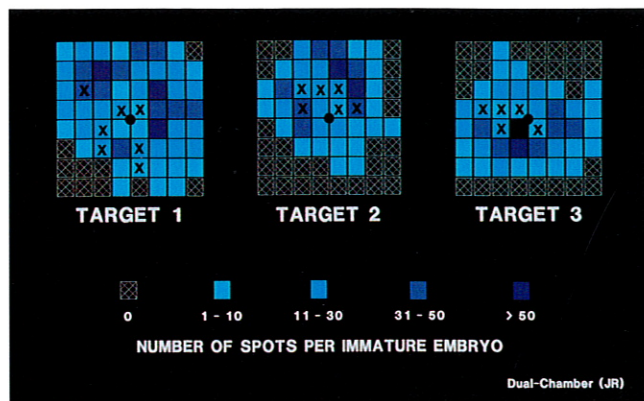 X
X X
X
X X
X
X X X
X X X
X X X
X X
TARGET 1 TARGET 2 TARGET 3
0 1 - 10 11 - 30 31 - 50 > 50
NUMBER OF SPOTS PER IMMATURE EMBRYO
Dual-Chamber (JR)